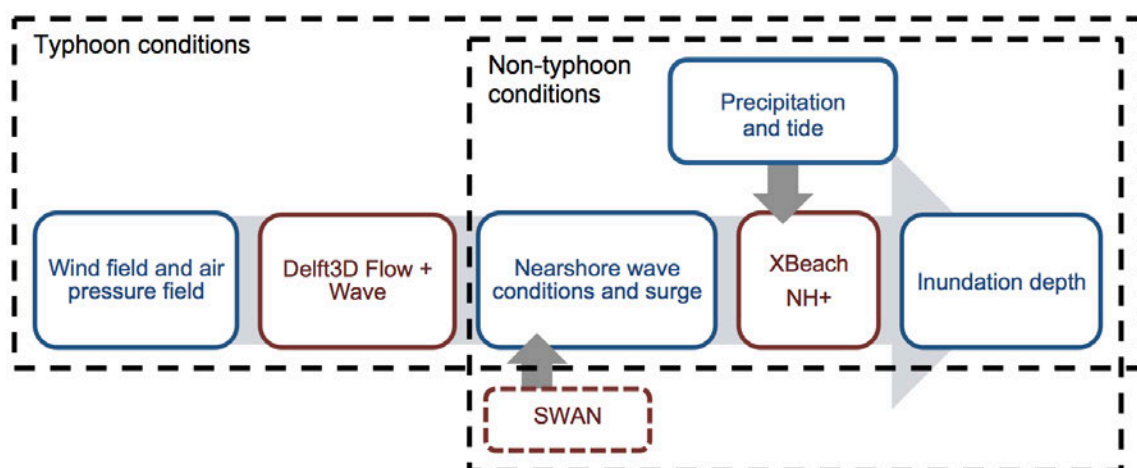 Typhoon conditions
Non-typhoon
conditions
Precipitation
and tide
Wind field and air
pressure field
Delft3D Flow +
Wave
Nearshore wave
conditions and surge
XBeach
NH+
Inundation depth
SWAN